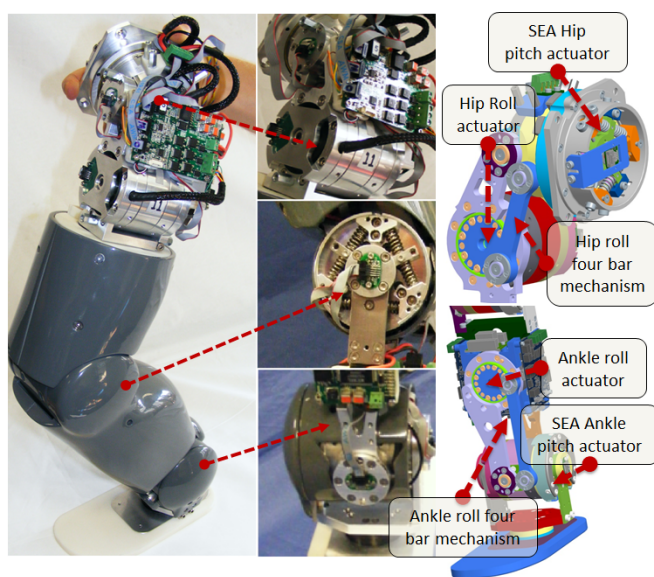 SEA Hip
pitch actuator
Hip Roll
actuator
Hip roll
four bar
mechanism
11
11
Ankle roll
actuator
SEA Ankle
pitch actuator
Ankle roll four
bar mechanism